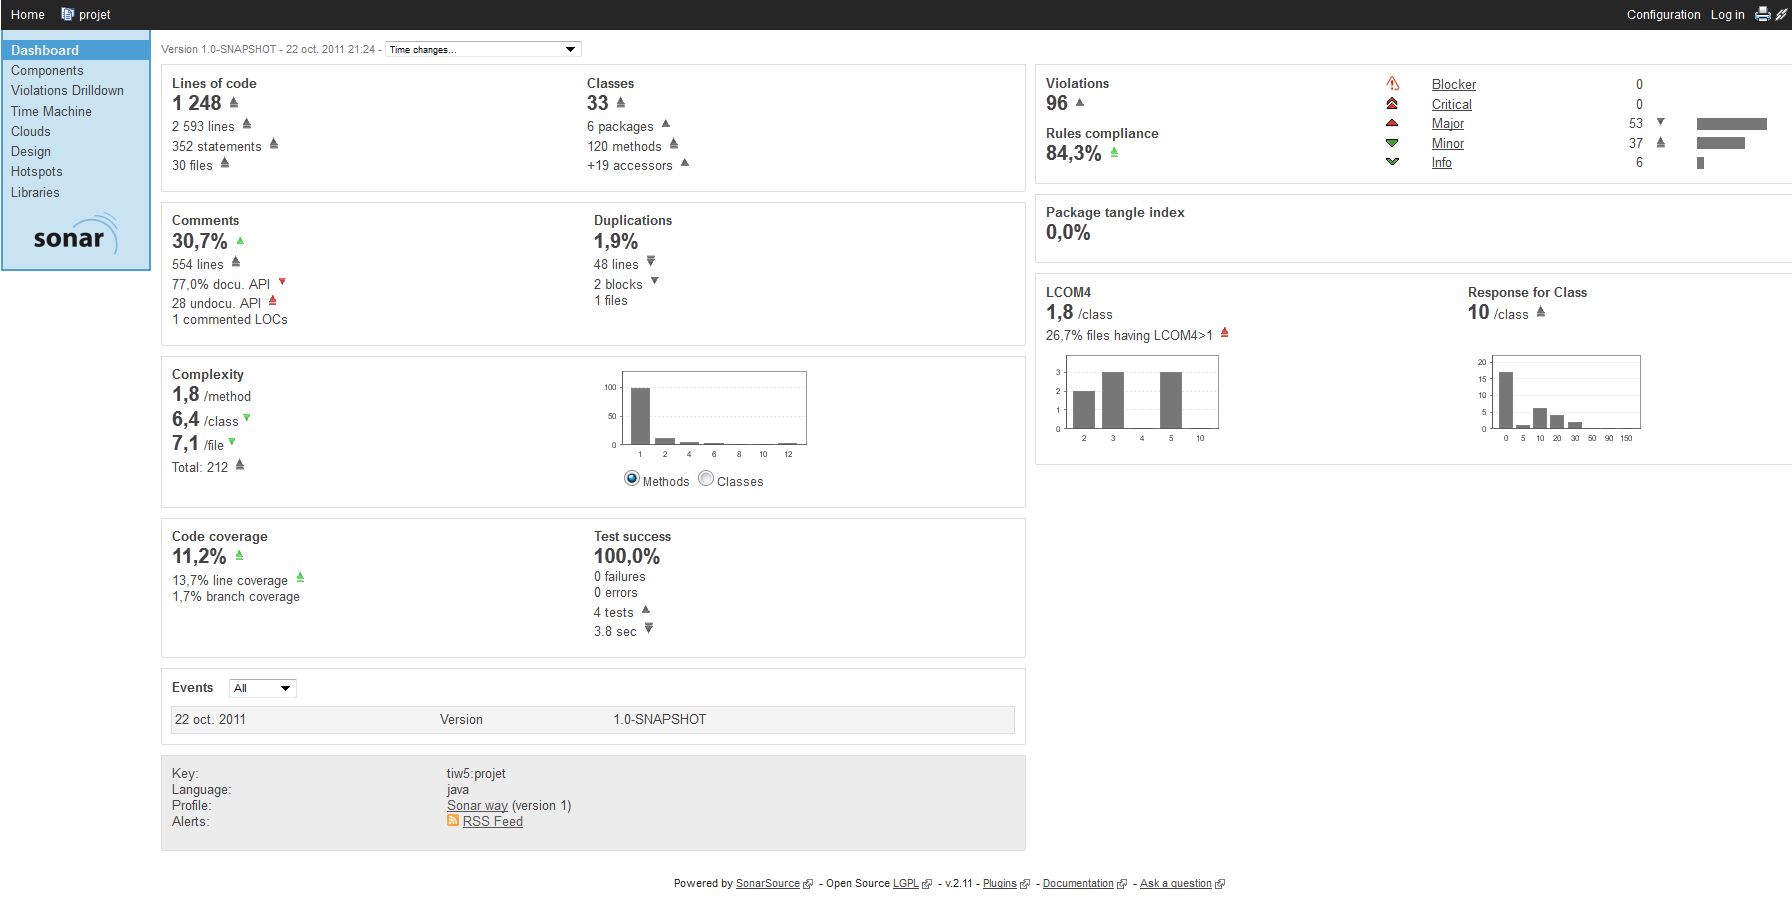 Home projet Configuration Log in
Dashboard
Components
Violations Drilldown
Time Machine
Clouds
Design
Hotspots
Libraries
sonar
Version 1.0-SNAPSHOT - 22 oct. 2011 21:24 - Time changes...
Lines of code
1 248
2 593 lines
352 statements
30 files
Classes
33
6 packages
120 methods
+19 accessors
Comments
30,7%
554 lines
77,0% docu. API
28 undocu. API
1 commented LOCs
Duplications
1,9%
48 lines
2 blocks
1 files
Complexity
1,8 /method
6,4 /class
7,1 /file
Total: 212
100
50
0
1 2 4 6 8 10 12
Methods Classes
Code coverage
11,2%
13,7% line coverage
1,7% branch coverage
Test success
100,0%
0 failures
0 errors
4 tests
3.8 sec
Events All
22 oct. 2011 Version 1.0-SNAPSHOT
Key: tiw5:projet
Language: java
Profile: Sonar way (version 1)
Alerts: RSS Feed
Violations
96
Rules compliance
84,3%
Blocker 0
Critical 0
Major 53
Minor 37
Info 6
Package tangle index
0,0%
LCOM4
1,8 /class
26,7% files having LCOM4>1
3
2
1
0
2 3 4 5 10
Response for Class
10 /class
20
15
10
5
0
0 5 10 20 30 50 90 150
Powered by SonarSource - Open Source LGPL - v.2.11 - Plugins - Documentation - Ask a question